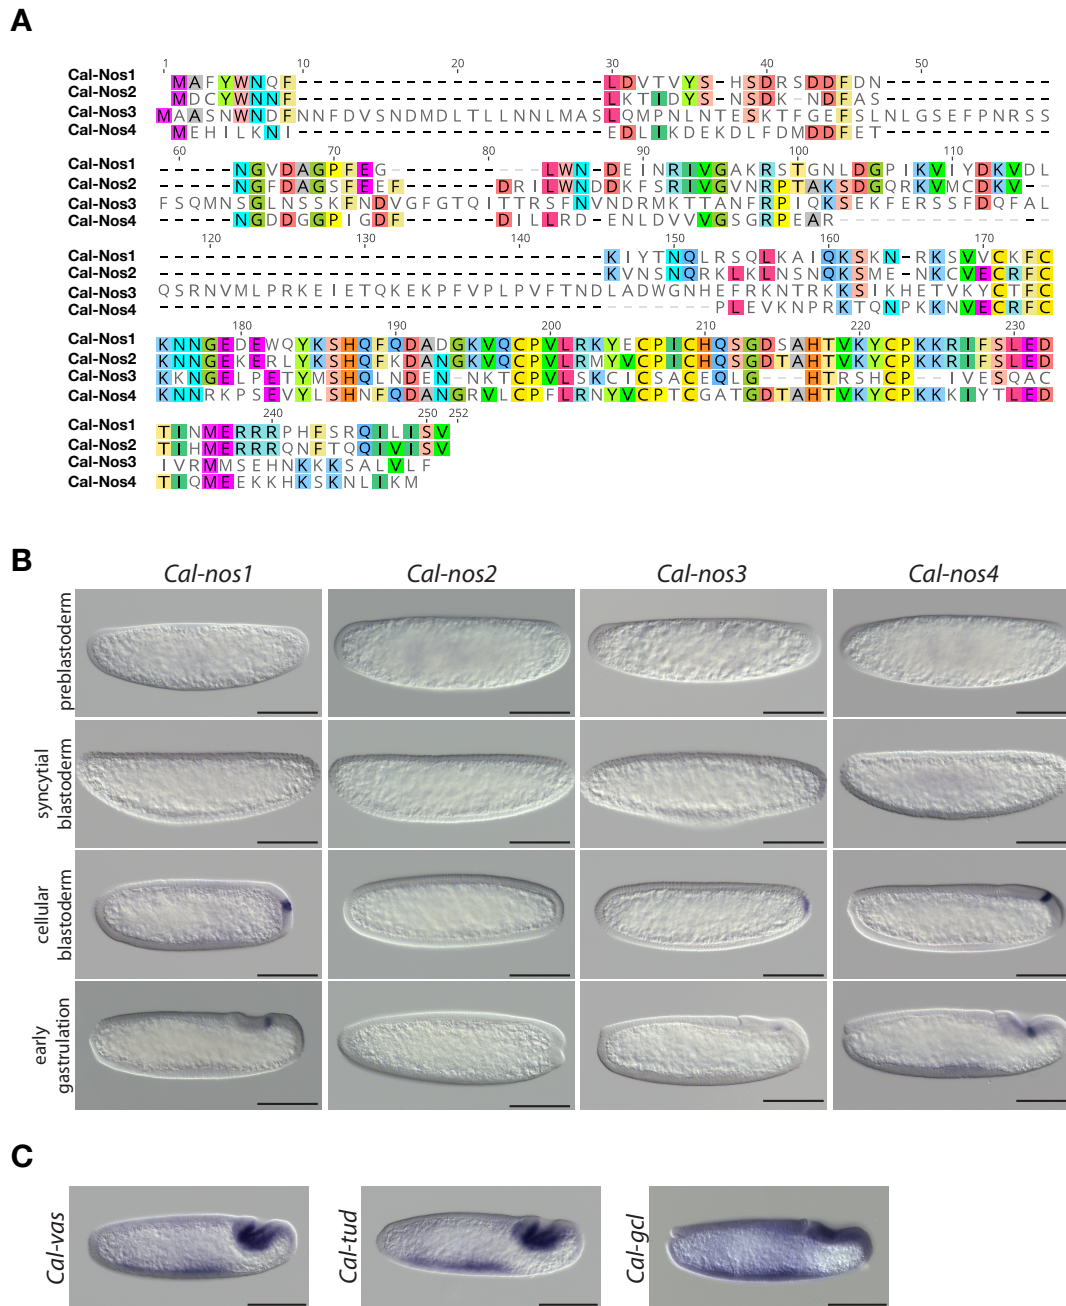 A
1 10 20 30 40 50
Cal-Nos1 -MAFYWNQF--------------------LDVTVYS-HSDRSDDFDN-----------
Cal-Nos2 -MDCYWNNF--------------------LKTIDYS-NSDK-NDFAS-----------
Cal-Nos3 MAASNWNDFNNFDVSNDMDLTLLNNLMASLQMPNLNTESKTFGEFSLNLGSEFPNRSS
Cal-Nos4 -MEHILKNI--------------------EDLIKDEKDLFDMDDFET-----------
60 70 80 90 100 110
Cal-Nos1 -----NGVDAGPFEG----------LWN-DEINRIVGAKRSTGNLDGPIKVIYDKVDL
Cal-Nos2 -----NGFDAGSFEEF------DRILWNDDKFSRIVGVNRPTAKSDGQRKVMCDKV--
Cal-Nos3 FSQMNSGLNSSKFNDVGFGTQITTRSFNVNDRMKTTANFRPIQKSEKFERSSFDQFAL
Cal-Nos4 -----NGDDGGPIGDF------DILLRD-ENLDVVVGSGRPEAR--------------
120 130 140 150 160 170
Cal-Nos1 -----------------------------KIYTNQLRSQLKAIQKSKN-RKSVVCKFC
Cal-Nos2 -----------------------------KVNSNQRKLKLNSNQKSME-NKCVECRFC
Cal-Nos3 QSRNVMLPRKEIETQKEKPFVLPLPVFTNDLADWGNHEFRKNTRKSIKHETVKYCTFC
Cal-Nos4 ------------------------------------PLEVKNPRKTQNPKKNVECRFC
180 190 200 210 220 230
Cal-Nos1 KNNGEDEWQYKSHQFQDADGKVQCPVLRKYECPICHQSGDSAHTVKYCPKKRIFSLED
Cal-Nos2 KNNGEKERLYKSHQFKDANGKVQCPVLRMYVCPICHQSGDSAHTVKYCPKKRIFSLED
Cal-Nos3 KKNGELPETYMSHQLNDEN-NKTCPVLSKCICSACEQLG---HTRSHCP--IVESQAC
Cal-Nos4 KNNRKPSEVYLSHNFQDANGRVLCPFLRNYVCPTCGATGDTAHTVKYCPKKKIYTLED
240 250 252
Cal-Nos1 TINMERRRPHFSRQILISV
Cal-Nos2 TIHMERRRQNFTQQIVISV
Cal-Nos3 IVRMMSEHNKKKSALVLF
Cal-Nos4 TIQMEEKKHKSKNLIKM
B
Cal-nos1 Cal-nos2 Cal-nos3 Cal-nos4
preblastoderm
syncytial
blastoderm
cellular
blastoderm
early
gastrulation
C
Cal-vas
Cal-tud
Cal-gcl